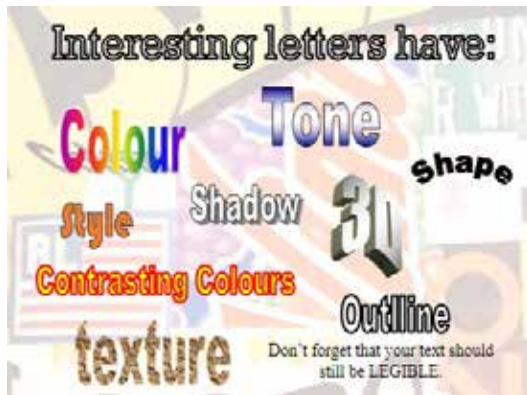 Interesting letters have:
Colour
Tone
Shape
Style
Shadow
3D
Contrasting Colours
Outlline
texture
Don't forget that your text should
still be LEGIBLE.